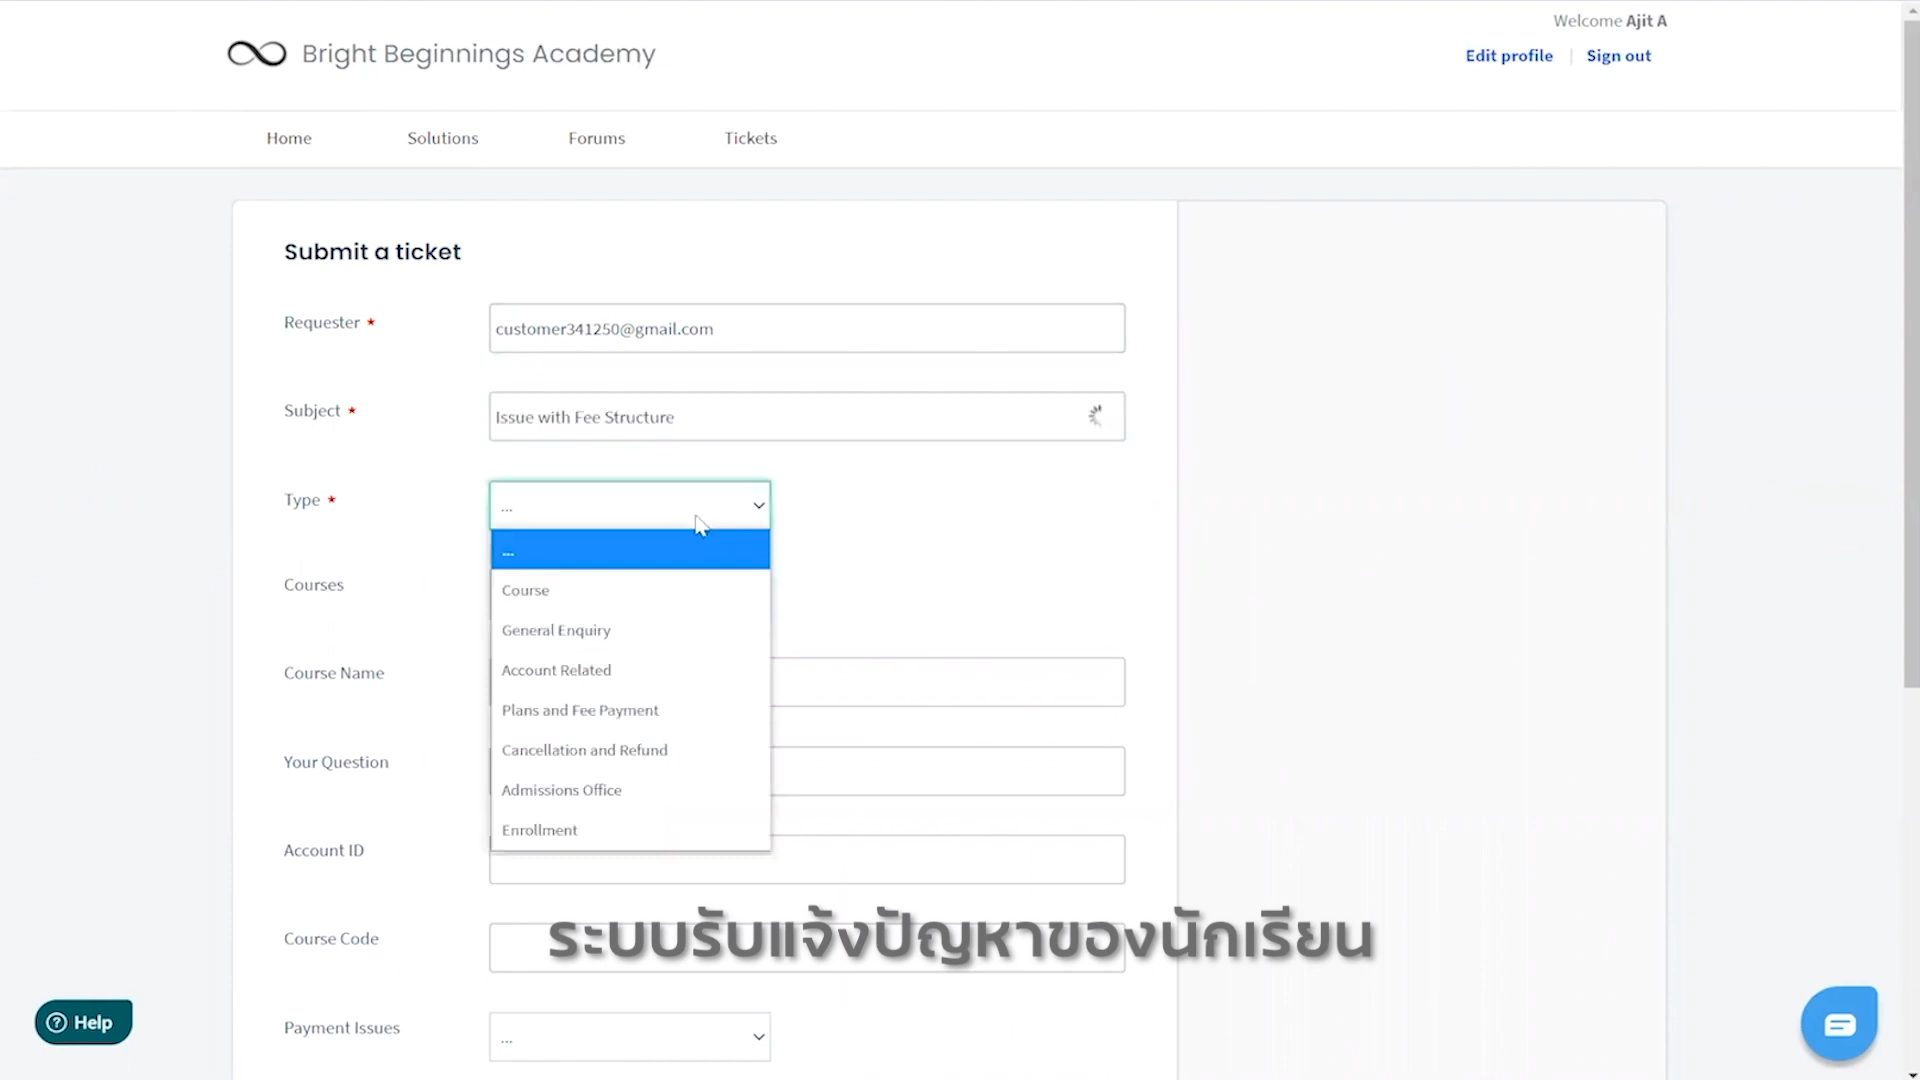 Welcome Ajit A
Bright Beginnings Academy
Edit profile | Sign out
Home Solutions Forums Tickets
Submit a ticket
Requester *
customer341250@gmail.com
Subject *
Issue with Fee Structure
Type *
...
...
Courses
Course
General Enquiry
Account Related
Course Name
Plans and Fee Payment
Cancellation and Refund
Your Question
Admissions Office
Enrollment
Account ID
Course Code
ระบบรับแจ้งปัญหาของนักเรียน
Payment Issues
...
? Help